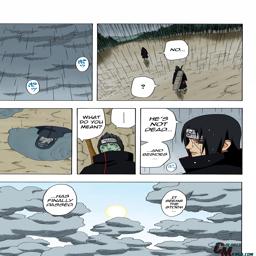 NO...
?
WHAT DO
YOU
MEAN?
...
HE'S
NOT
DEAD...
...AND
BESIDES
IT SEEMS
THE
STORM...
...HAS
FINALLY
PASSED.